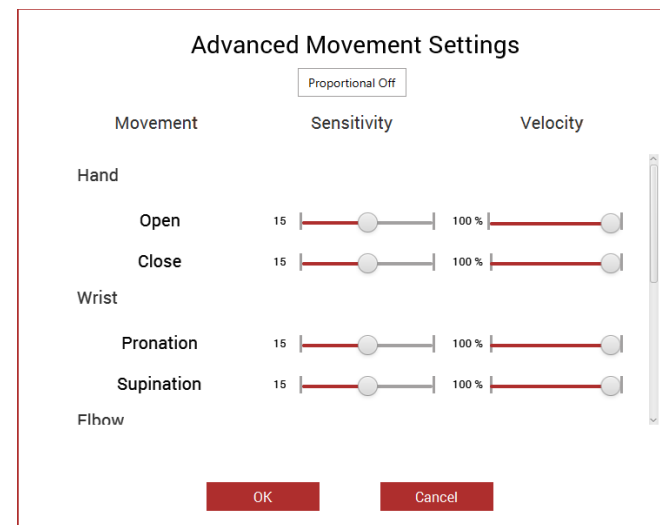 Advanced Movement Settings
Proportional Off
Movement Sensitivity Velocity
Hand
Open 15 100 %
Close 15 100 %
Wrist
Pronation 15 100 %
Supination 15 100 %
Elbow
OK Cancel